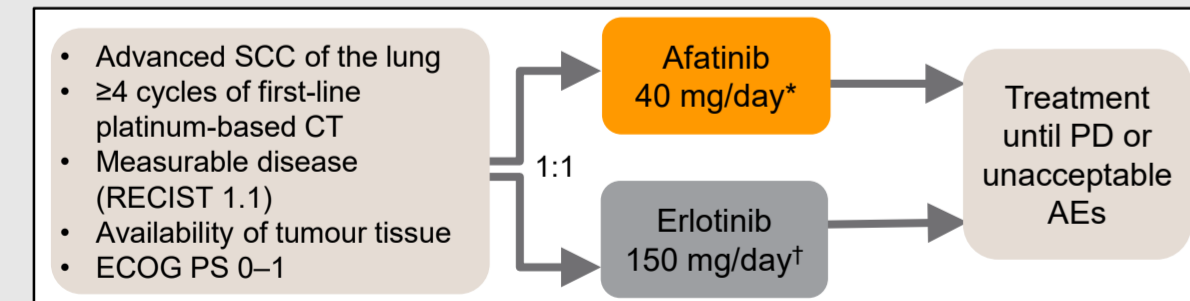 • Advanced SCC of the lung
• ≥4 cycles of first-line
platinum-based CT
• Measurable disease
(RECIST 1.1)
• Availability of tumour tissue
• ECOG PS 0–1
1:1
Afatinib
40 mg/day*
Erlotinib
150 mg/day†
Treatment
until PD or
unacceptable
AEs